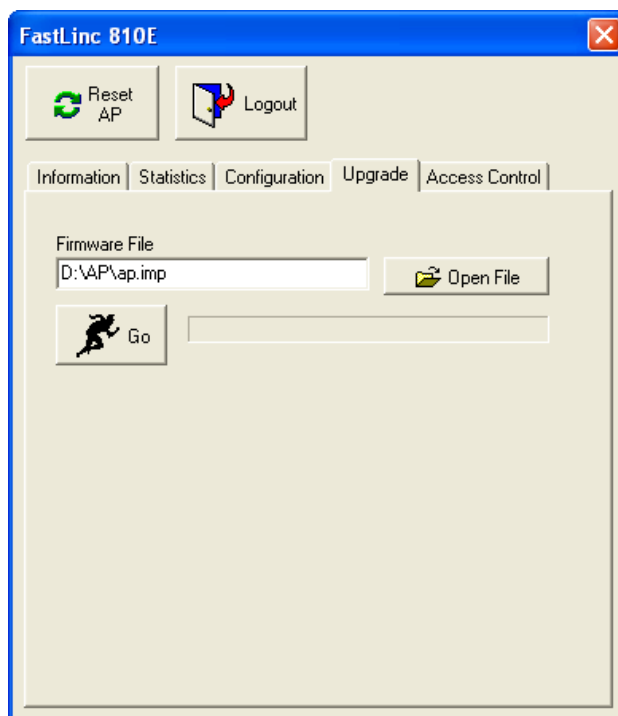 FastLinc 810E
Reset AP
Logout
Information Statistics Configuration Upgrade Access Control
Firmware File
D:\AP\ap.imp
Open File
Go